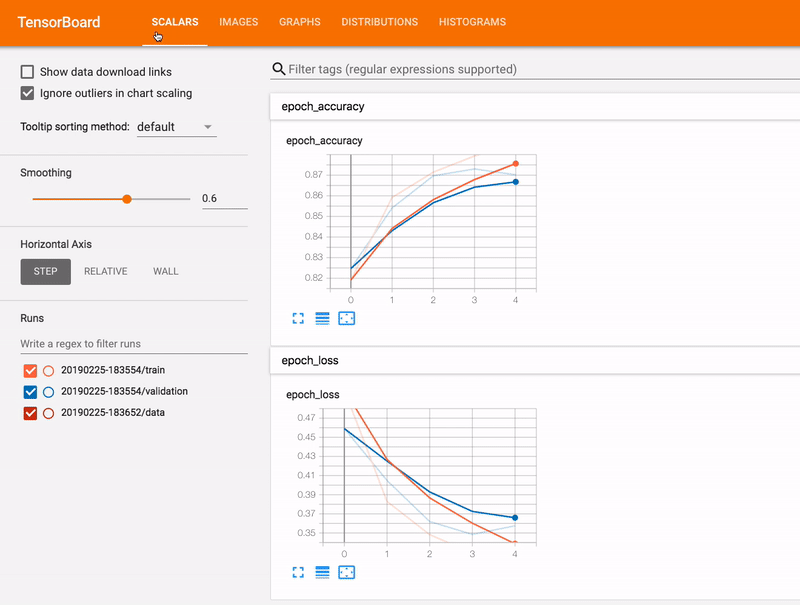 TensorBoard SCALARS IMAGES GRAPHS DISTRIBUTIONS HISTOGRAMS
Show data download links
Ignore outliers in chart scaling
Tooltip sorting method: default
Smoothing
0.6
Horizontal Axis
STEP RELATIVE WALL
Runs
Write a regex to filter runs
20190225-183554/train
20190225-183554/validation
20190225-183652/data
Filter tags (regular expressions supported)
epoch_accuracy
epoch_accuracy
0.87
0.86
0.85
0.84
0.83
0.82
0 1 2 3 4
epoch_loss
epoch_loss
0.47
0.45
0.43
0.41
0.39
0.37
0.35
0 1 2 3 4